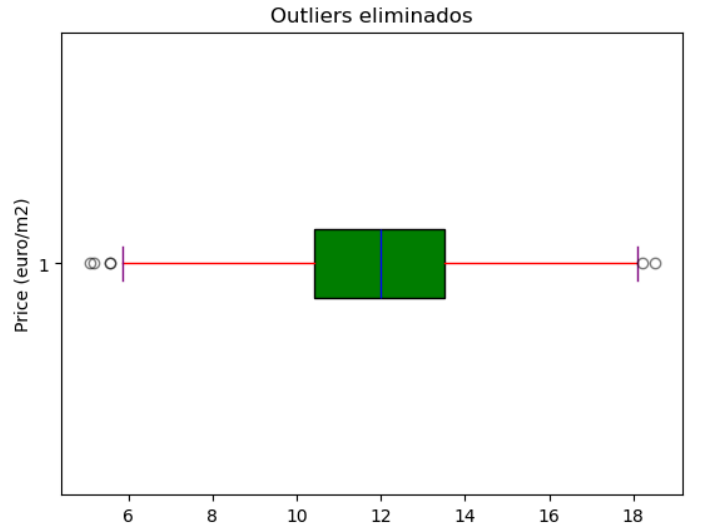 Outliers eliminados
Price (euro/m2)
1
6 8 10 12 14 16 18